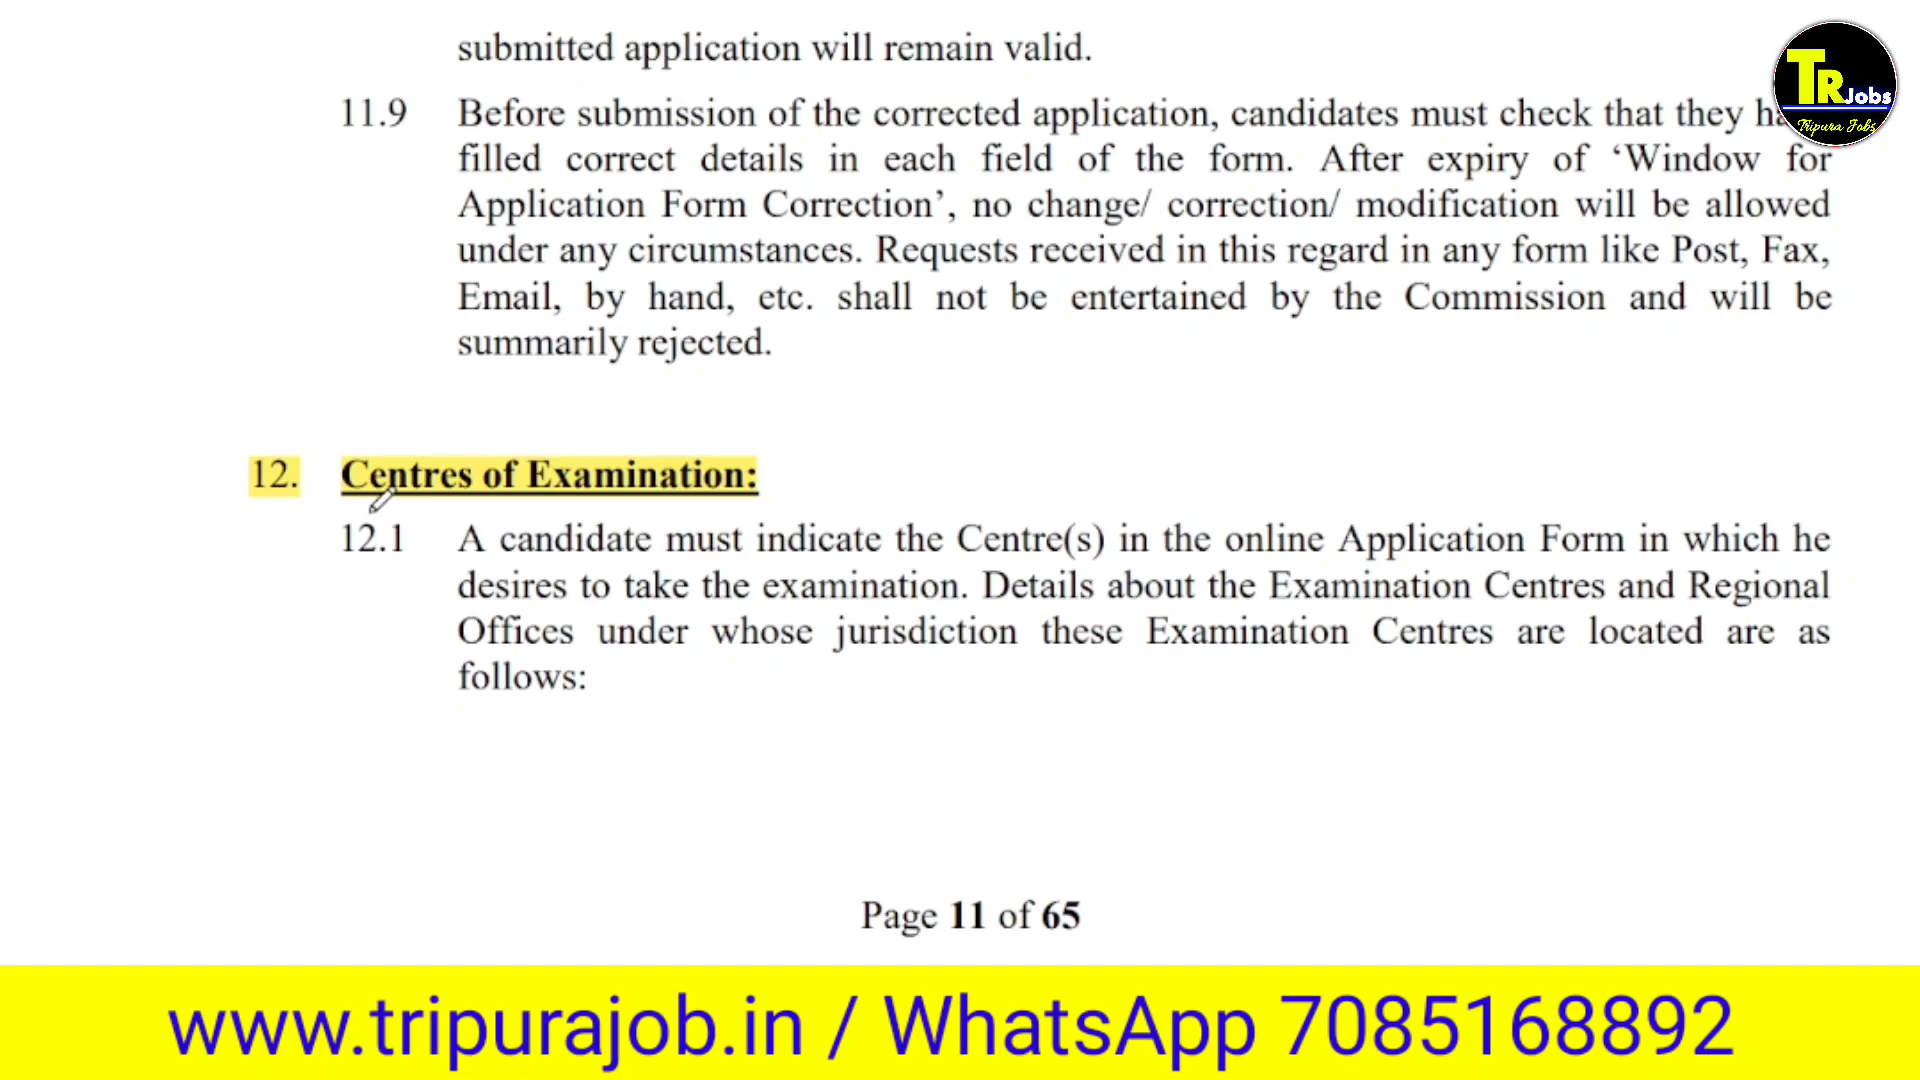 submitted application will remain valid.
11.9 Before submission of the corrected application, candidates must check that they
filled correct details in each field of the form. After expiry of ‘Window for
Application Form Correction’, no change/ correction/ modification will be allowed
under any circumstances. Requests received in this regard in any form like Post, Fax,
Email, by hand, etc. shall not be entertained by the Commission and will be
summarily rejected.
12. Centres of Examination:
12.1 A candidate must indicate the Centre(s) in the online Application Form in which he
desires to take the examination. Details about the Examination Centres and Regional
Offices under whose jurisdiction these Examination Centres are located are as
follows:
Page 11 of 65
www.tripurajob.in / WhatsApp 7085168892
TR Jobs
Tripura Jobs